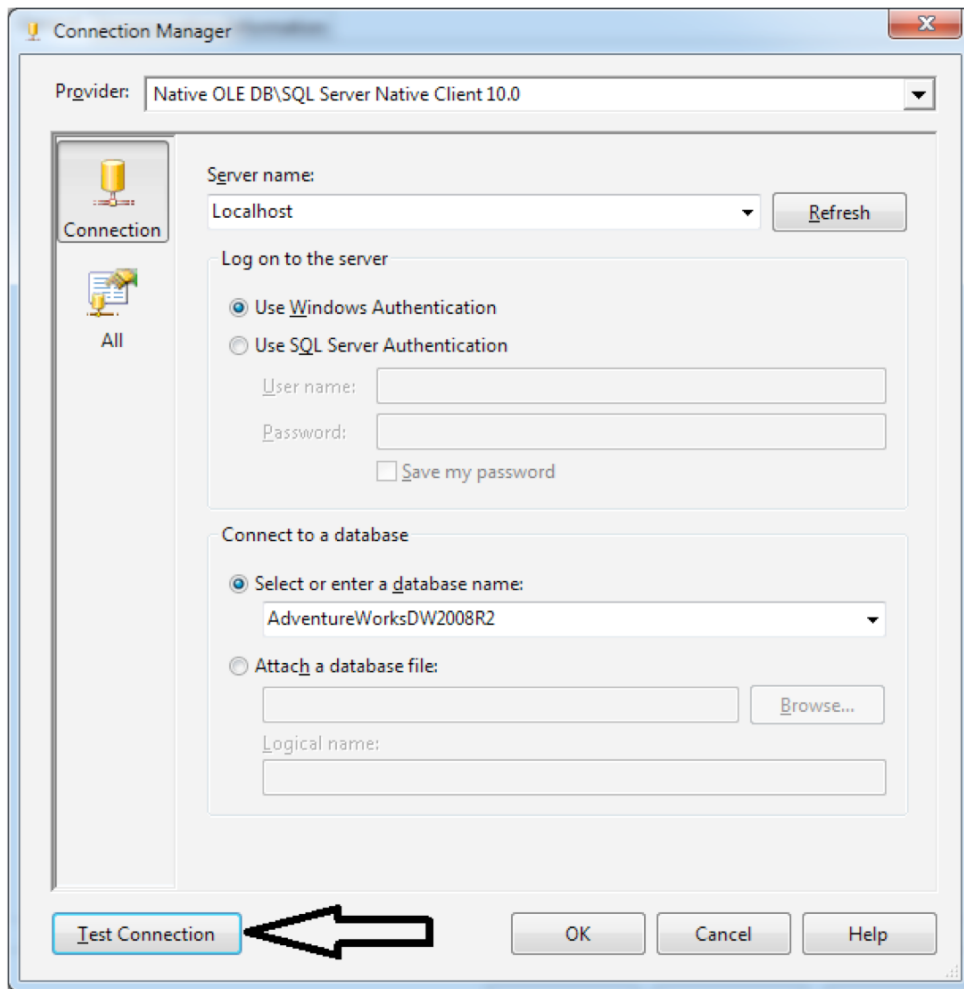 Connection Manager
Provider: Native OLE DB\SQL Server Native Client 10.0
Connection
All
Server name:
Localhost Refresh
Log on to the server
Use Windows Authentication
Use SQL Server Authentication
User name:
Password:
Save my password
Connect to a database
Select or enter a database name:
AdventureWorksDW2008R2
Attach a database file:
Browse...
Logical name:
Test Connection OK Cancel Help